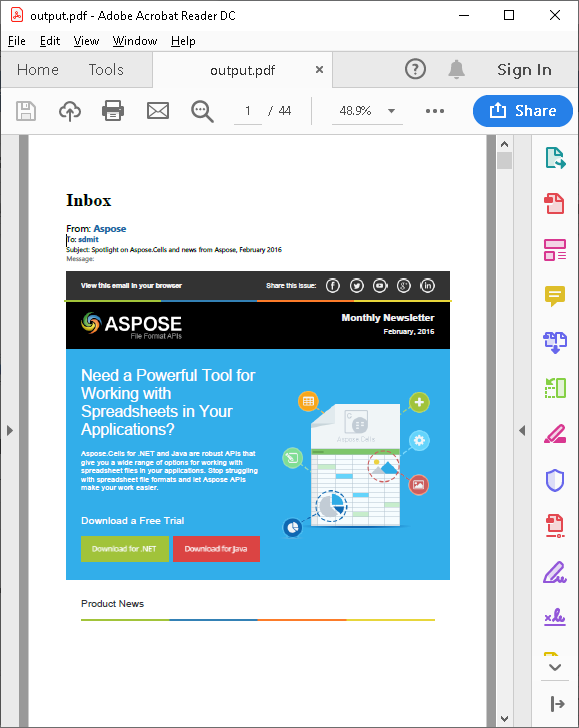 output.pdf - Adobe Acrobat Reader DC
File Edit View Window Help
Home Tools output.pdf × Sign In
1 / 44 48.9% Share
Inbox
From: Aspose
To: sdmit
Subject: Spotlight on Aspose.Cells and news from Aspose, February 2016
Message:
View this email in your browser Share this issue:
ASPOSE Monthly Newsletter
File Format APIs February, 2016
Need a Powerful Tool for
Working with
Spreadsheets in Your
Applications?
Aspose.Cells
Aspose.Cells for .NET and Java are robust APIs that
give you a wide range of options for working with
spreadsheet files in your applications. Stop struggling
with spreadsheet file formats and let Aspose APIs
make your work easier.
Download a Free Trial
Download for .NET Download for Java
Product News